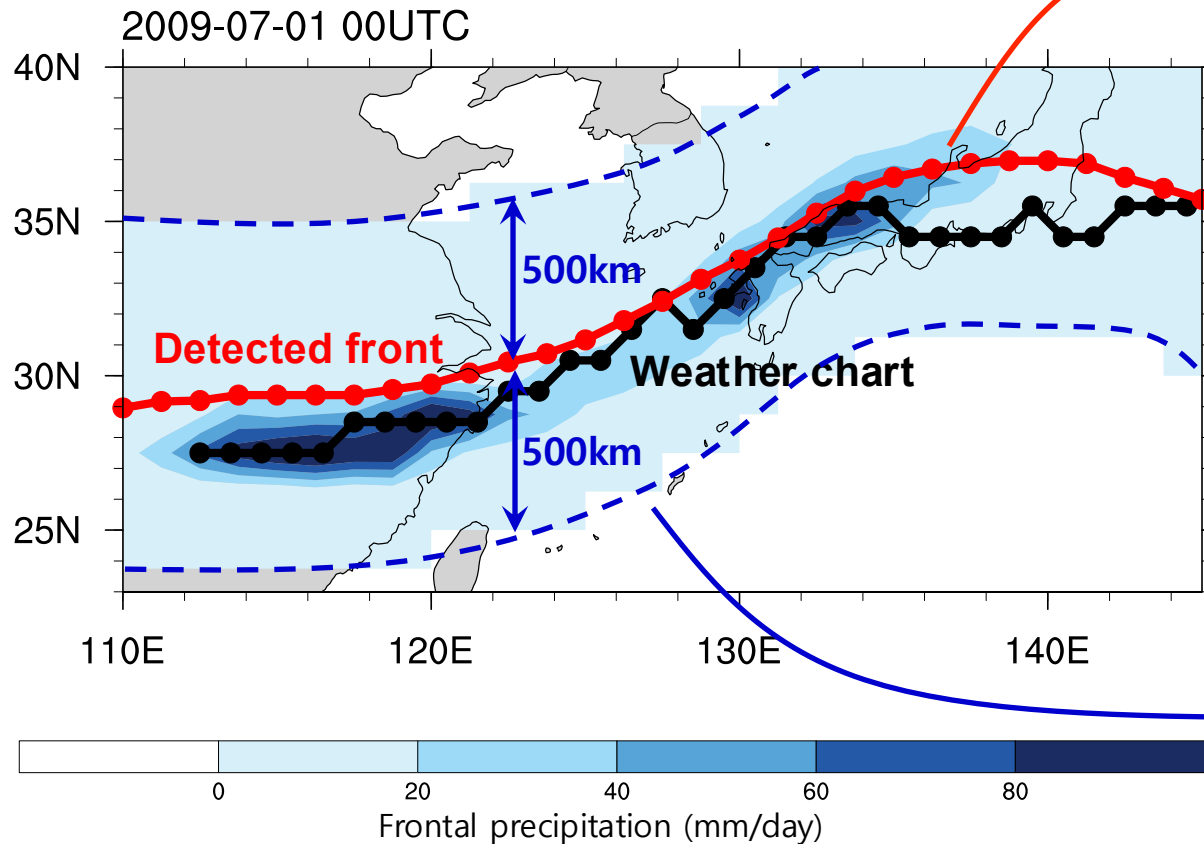 2009-07-01 00UTC
40N
35N
30N
25N
500km
Detected front
Weather chart
500km
110E 120E 130E 140E
0 20 40 60 80
Frontal precipitation (mm/day)